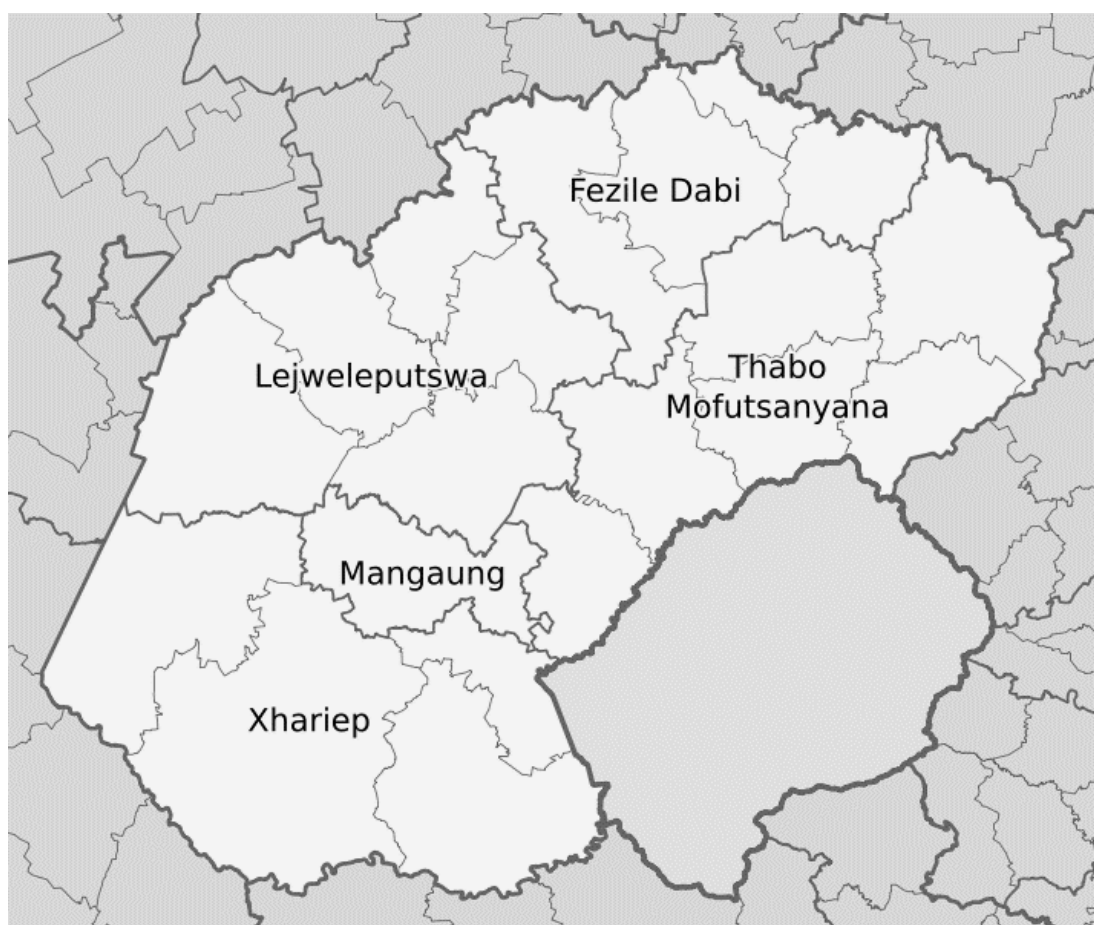 Fezile Dabi
Lejweleputswa
Thabo
Mofutsanyana
Mangaung
Xhariep